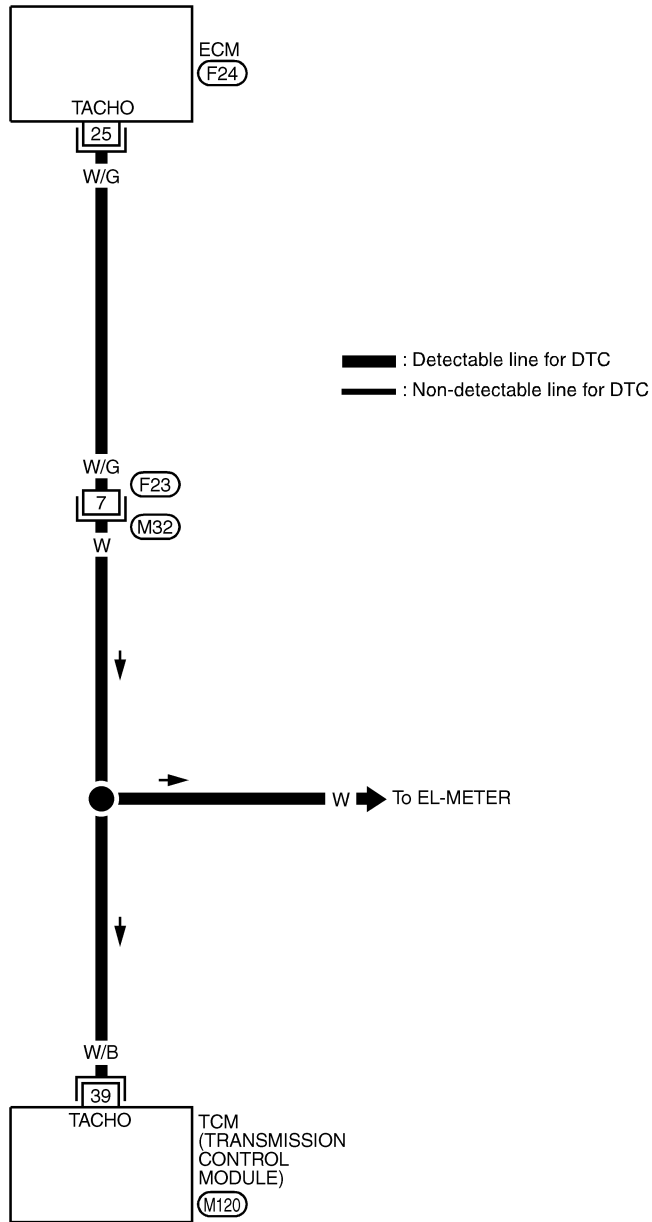 ECM
F24
TACHO
25
W/G
: Detectable line for DTC
: Non-detectable line for DTC
W/G
F23
7
M32
W
W
To EL-METER
W/B
39
TACHO
TCM
(TRANSMISSION
CONTROL
MODULE)
M120